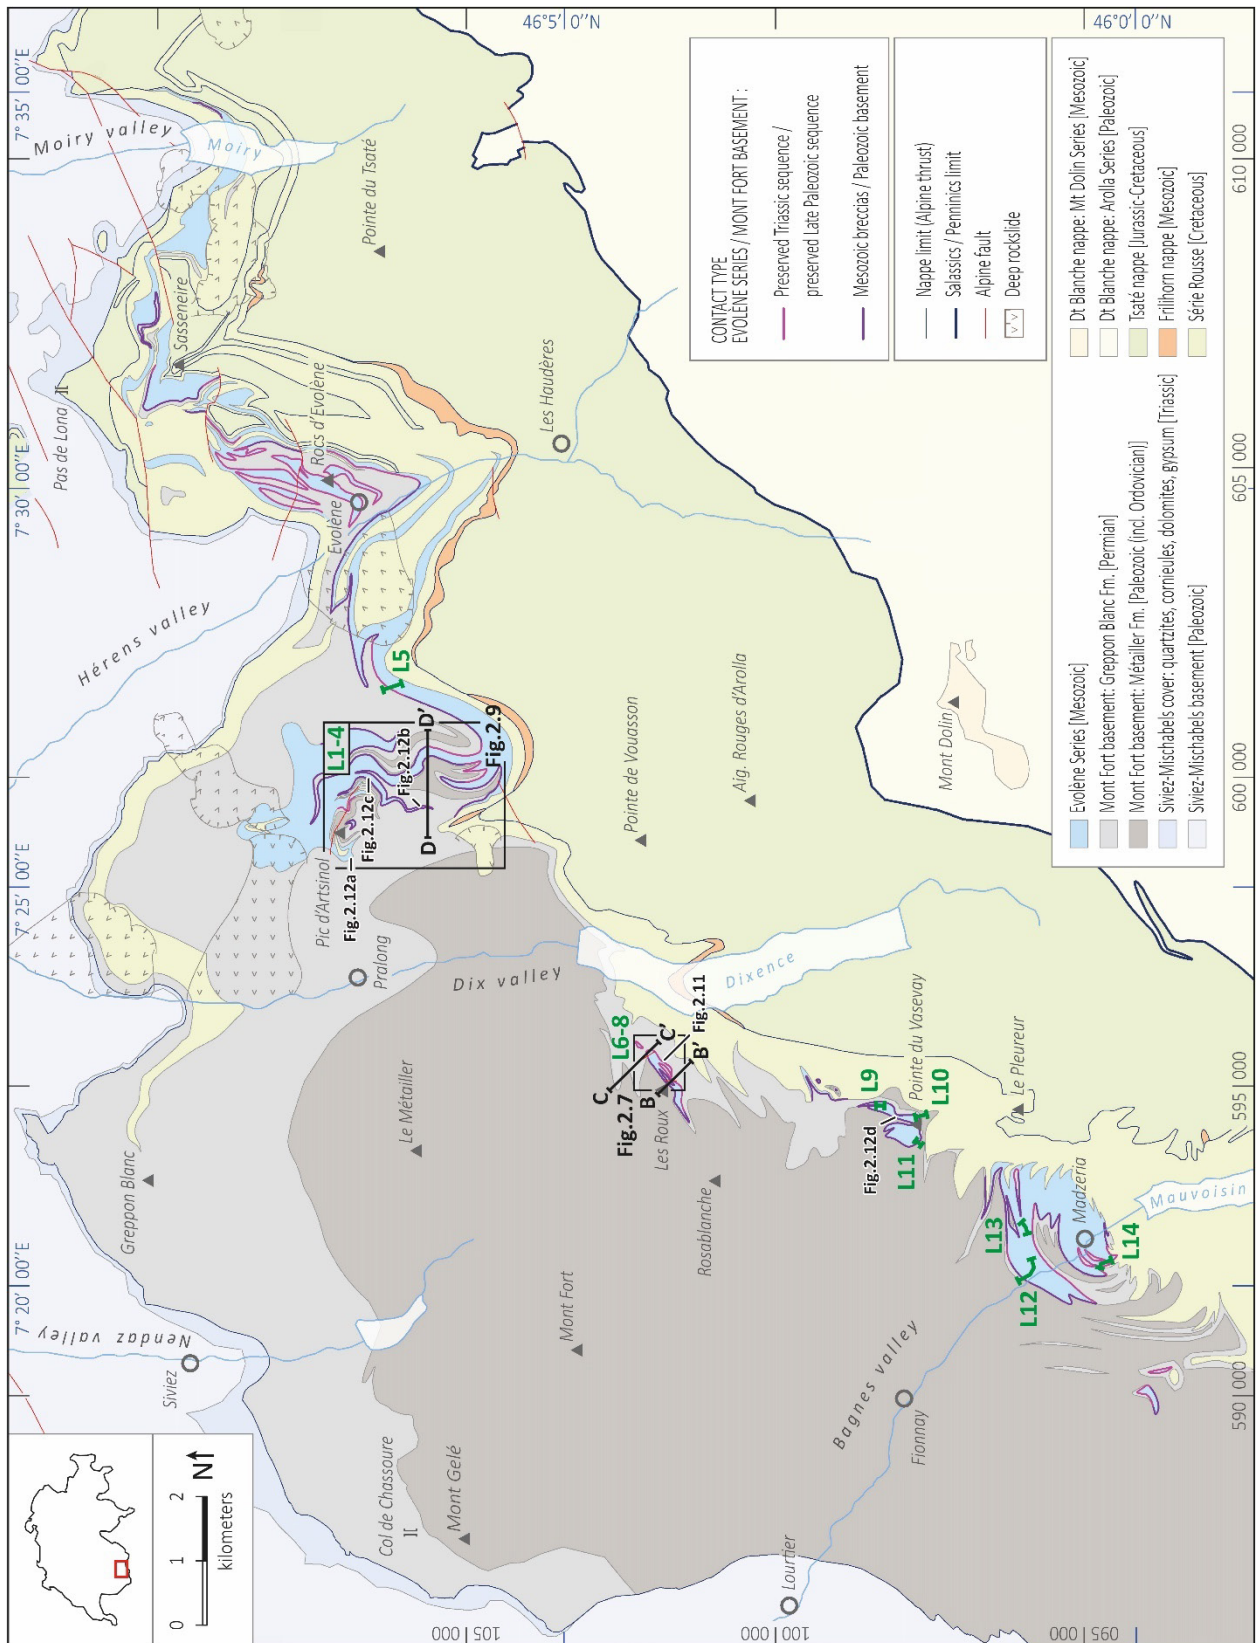 46°5′ 0′′N
46°0′ 0′′N
7° 35′ 00′′E
7° 30′ 00′′E
7° 25′ 00′′E
7° 20′ 00′′E
610 000
605 000
600 000
595 000
590 000
105 000
100 000
095 000
0 1 2
kilometers
N
CONTACT TYPE
EVOLÈNE SERIES / MONT FORT BASEMENT :
Preserved Triassic sequence /
preserved Late Paleozoic sequence
Mesozoic breccias / Paleozoic basement
Nappe limit (Alpine thrust)
Salassics / Penninics limit
Alpine fault
Deep rockslide
Evolène Series [Mesozoic]
Mont Fort basement: Greppon Blanc Fm. [Permian]
Mont Fort basement: Métailler Fm. [Paleozoic (incl. Ordovician)]
Siviez-Mischabels cover: quartzites, cornieules, dolomites, gypsum [Triassic]
Siviez-Mischabels basement [Paleozoic]
Dt Blanche nappe: Mt Dolin Series [Mesozoic]
Dt Blanche nappe: Arolla Series [Paleozoic]
Tsaté nappe [Jurassic-Cretaceous]
Frilihorn nappe [Mesozoic]
Série Rousse [Cretaceous]
Moiry valley
Moiry
Pointe du Tsaté
Sasseneire
Pas de Lona
Rocs d'Evolène
Evolène
Les Haudères
Hérens valley
L5
L1-4
D'
D
Fig.2.9
Fig.2.12b
Fig.2.12c
Fig.2.12a
Pic d'Artsinol
Pointe de Vouasson
Aig. Rouges d'Arolla
Mont Dolin
Pralong
Dix valley
Dixence
L6-8
C
C'
B
B'
Fig.2.11
Fig.2.7
Les Roux
Le Métailler
Greppon Blanc
Rosablanche
L9
Pointe du Vasevay
L10
Fig.2.12d
L11
Le Pleureur
L13
Madzeria
Mauvoisin
L14
L12
Nendaz valley
Siviez
Mont Fort
Bagnes valley
Fionnay
Col de Chassoure
Mont Gelé
Lourtier